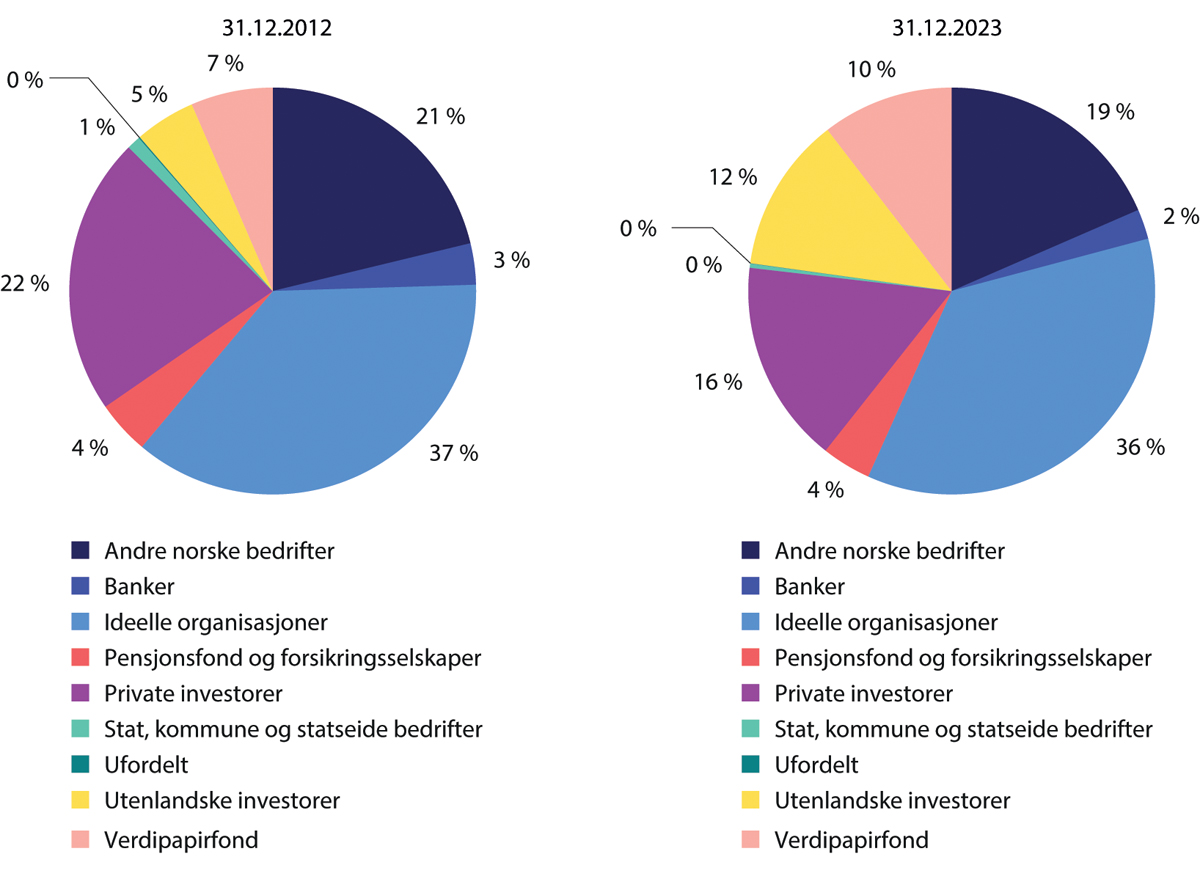 31.12.2012
7 %
0 %
5 %
1 %
21 %
3 %
22 %
4 %
37 %
Andre norske bedrifter
Banker
Ideelle organisasjoner
Pensjonsfond og forsikringsselskaper
Private investorer
Stat, kommune og statseide bedrifter
Ufordelt
Utenlandske investorer
Verdipapirfond
31.12.2023
10 %
19 %
12 %
2 %
0 %
0 %
16 %
36 %
4 %
Andre norske bedrifter
Banker
Ideelle organisasjoner
Pensjonsfond og forsikringsselskaper
Private investorer
Stat, kommune og statseide bedrifter
Ufordelt
Utenlandske investorer
Verdipapirfond